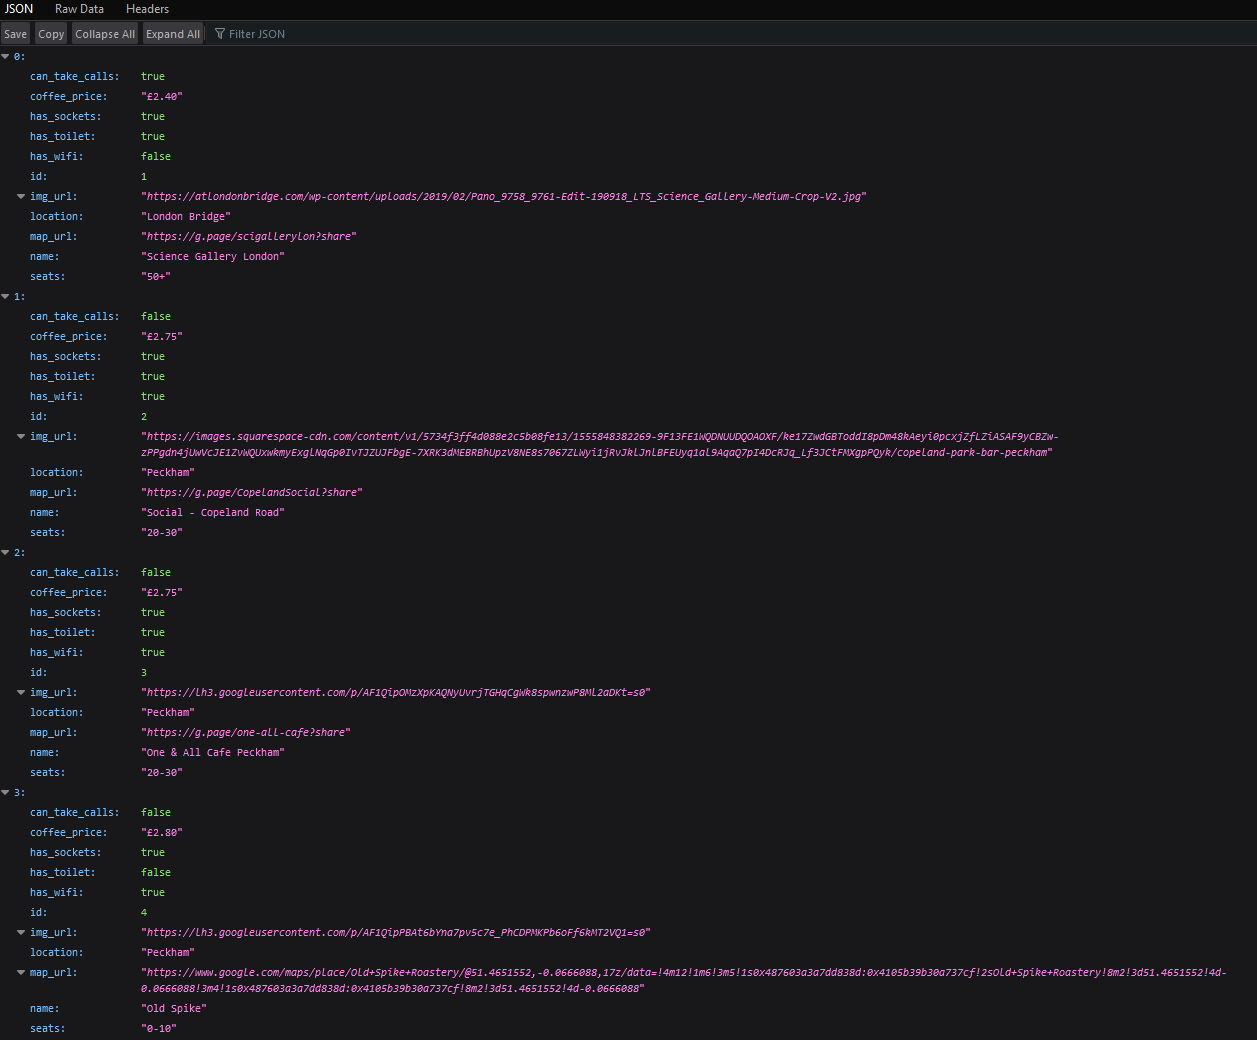 JSON Raw Data Headers
Save Copy Collapse All Expand All Filter JSON
0:
can_take_calls: true
coffee_price: "£2.40"
has_sockets: true
has_toilet: true
has_wifi: false
id: 1
img_url: "https://atlondonbridge.com/wp-content/uploads/2019/02/Pano_9758_9761-Edit-190918_LTS_Science_Gallery-Medium-Crop-V2.jpg"
location: "London Bridge"
map_url: "https://g.page/scigallerylon?share"
name: "Science Gallery London"
seats: "50+"
1:
can_take_calls: false
coffee_price: "£2.75"
has_sockets: true
has_toilet: true
has_wifi: true
id: 2
img_url: "https://images.squarespace-cdn.com/content/v1/5734f3ff4d088e2c5b08fe13/1555848382269-9F13FE1WQDNUUDQOAOXF/ke17ZwdGBToddI8pDm48kAeyi0pcxjZfLZiASAF9yCBZw-
zPPgdn4jUwVcJE1ZvWQUxwkmyExglNqGp0IvTJZUJFbgE-7XRK3dMEBRBhUpzV8NE8s7067ZLWyi1jRvJklJnlBFEUyq1al9AqaQ7pI4DcRJq_Lf3JCtFMXgpPQyk/copeland-park-bar-peckham"
location: "Peckham"
map_url: "https://g.page/CopelandSocial?share"
name: "Social - Copeland Road"
seats: "20-30"
2:
can_take_calls: false
coffee_price: "£2.75"
has_sockets: true
has_toilet: true
has_wifi: true
id: 3
img_url: "https://lh3.googleusercontent.com/p/AF1QipOMzXpKAQNyUvrjTGHqCgWk8spwnzwP8Ml2aDKt=s0"
location: "Peckham"
map_url: "https://g.page/one-all-cafe?share"
name: "One & All Cafe Peckham"
seats: "20-30"
3:
can_take_calls: false
coffee_price: "£2.80"
has_sockets: true
has_toilet: false
has_wifi: true
id: 4
img_url: "https://lh3.googleusercontent.com/p/AF1QipPBAt6bYna7pv5c7e_PhCDPMKPb6oFf6kMT2VQ1=s0"
location: "Peckham"
map_url: "https://www.google.com/maps/place/Old+Spike+Roastery/@51.4651552,-0.0666088,17z/data=!4m12!1m6!3m5!1s0x487603a3a7dd838d:0x4105b39b30a737cf!2sOld+Spike+Roastery!8m2!3d51.4651552!4d-
0.0666088!3m4!1s0x487603a3a7dd838d:0x4105b39b30a737cf!8m2!3d51.4651552!4d-0.0666088"
name: "Old Spike"
seats: "0-10"